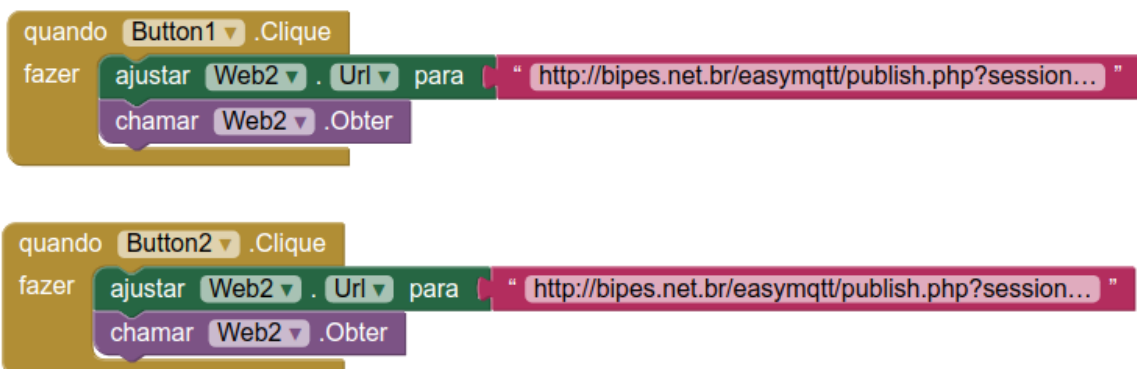 quando Button1 .Clique
fazer ajustar Web2 . Url para “ http://bipes.net.br/easymqtt/publish.php?session... ”
chamar Web2 .Obter
quando Button2 .Clique
fazer ajustar Web2 . Url para “ http://bipes.net.br/easymqtt/publish.php?session... ”
chamar Web2 .Obter